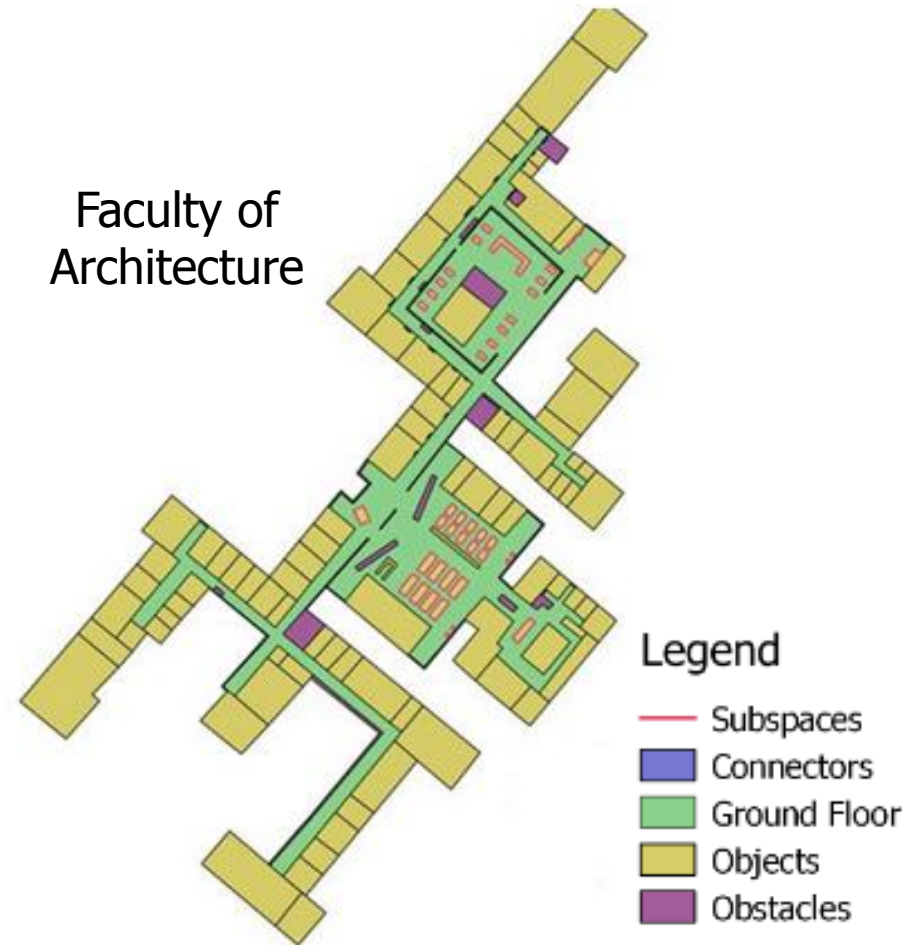 Faculty of
Architecture
Legend
Subspaces
Connectors
Ground Floor
Objects
Obstacles